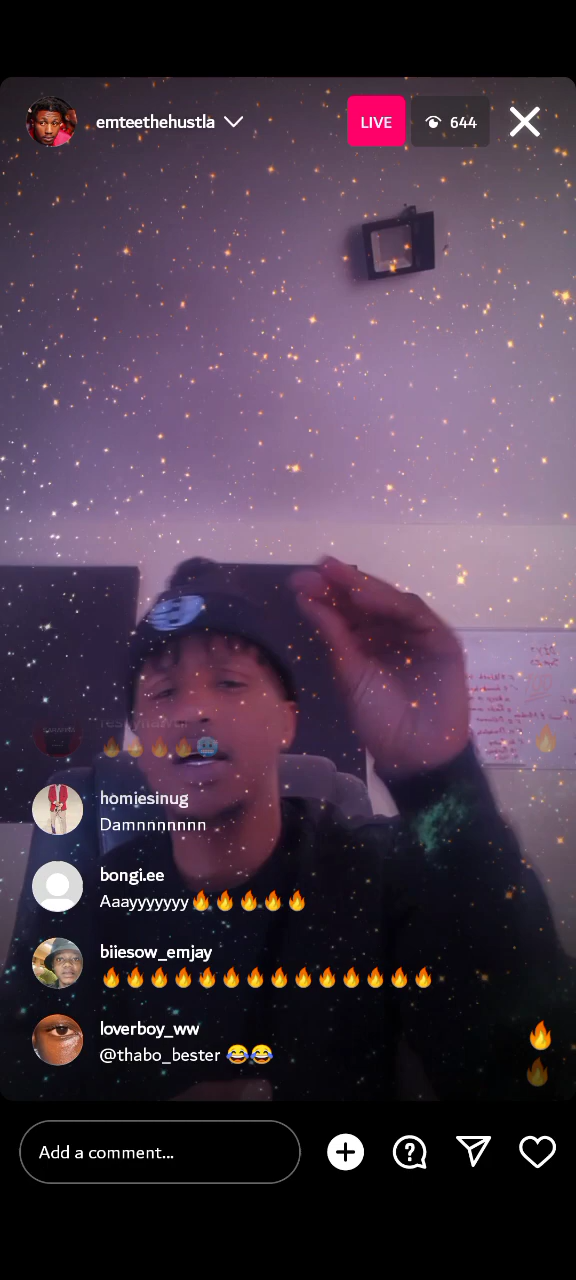 emteethehustla
LIVE
644
homiesinug
Damnnnnnnn
bongi.ee
Aaayyyyyyy🔥🔥🔥🔥🔥
biiesow_emjay
🔥🔥🔥🔥🔥🔥🔥🔥🔥🔥🔥🔥🔥🔥
loverboy_ww
@thabo_bester 😂😂
Add a comment...